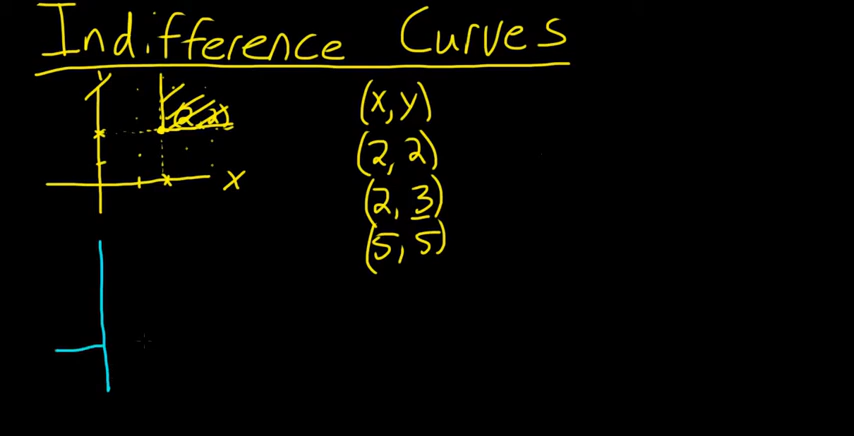 Indifference Curves
y
(x, y)
(2, 2)
x
(2, 3)
(5, 5)